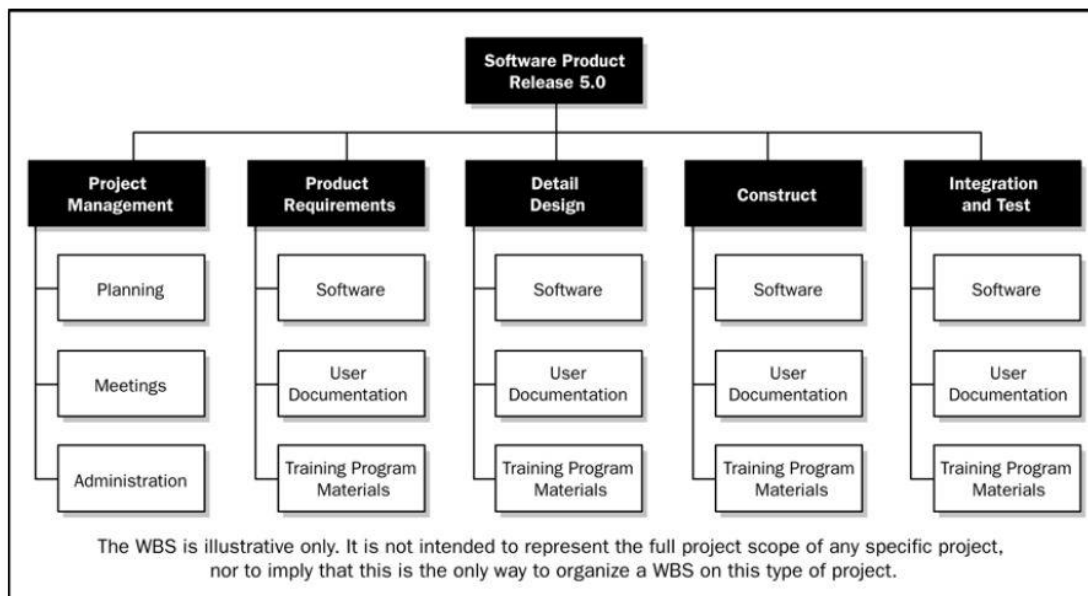 Software Product
Release 5.0
Project
Management
Product
Requirements
Detail
Design
Construct
Integration
and Test
Planning
Software
Software
Software
Software
Meetings
User
Documentation
User
Documentation
User
Documentation
User
Documentation
Administration
Training Program
Materials
Training Program
Materials
Training Program
Materials
Training Program
Materials
The WBS is illustrative only. It is not intended to represent the full project scope of any specific project,
nor to imply that this is the only way to organize a WBS on this type of project.